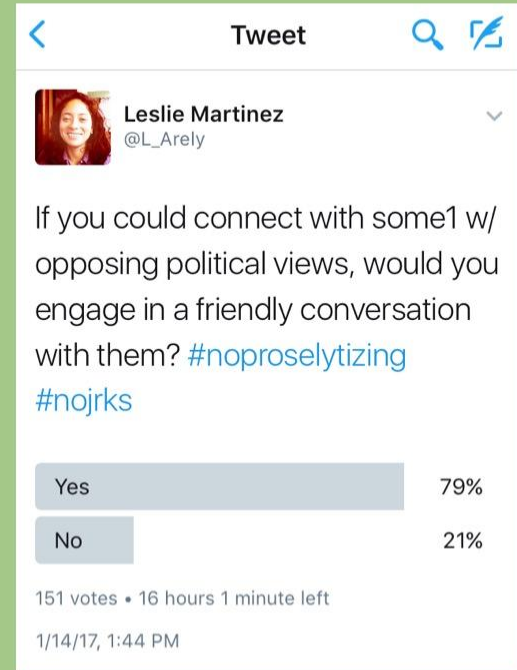 Tweet
Leslie Martinez
@L_Arely
If you could connect with some1 w/
opposing political views, would you
engage in a friendly conversation
with them? #noproselytizing
#nojrks
Yes 79%
No 21%
151 votes • 16 hours 1 minute left
1/14/17, 1:44 PM